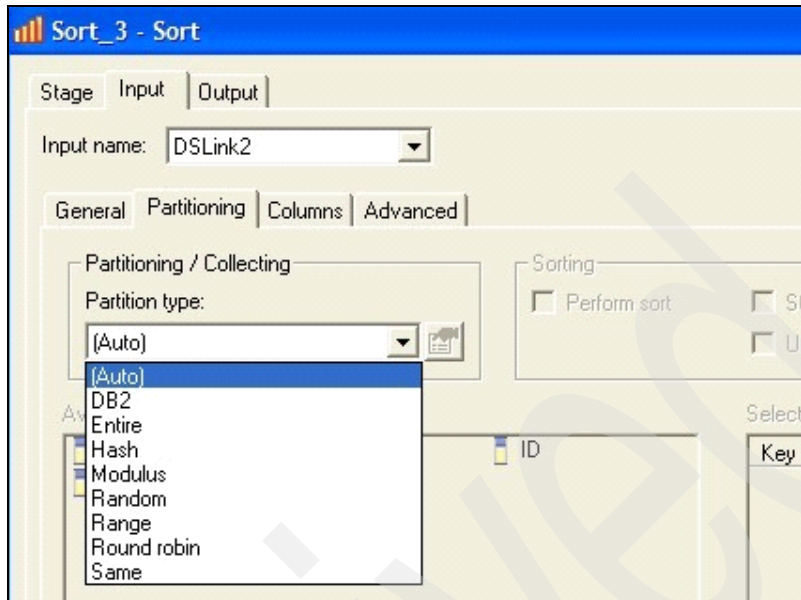 Sort_3 - Sort
Stage Input Output
Input name: DSLink2
General Partitioning Columns Advanced
Partitioning / Collecting
Sorting
Partition type:
Perform sort
(Auto)
(Auto)
DB2
Entire
Hash
ID
Key
Modulus
Random
Range
Round robin
Same